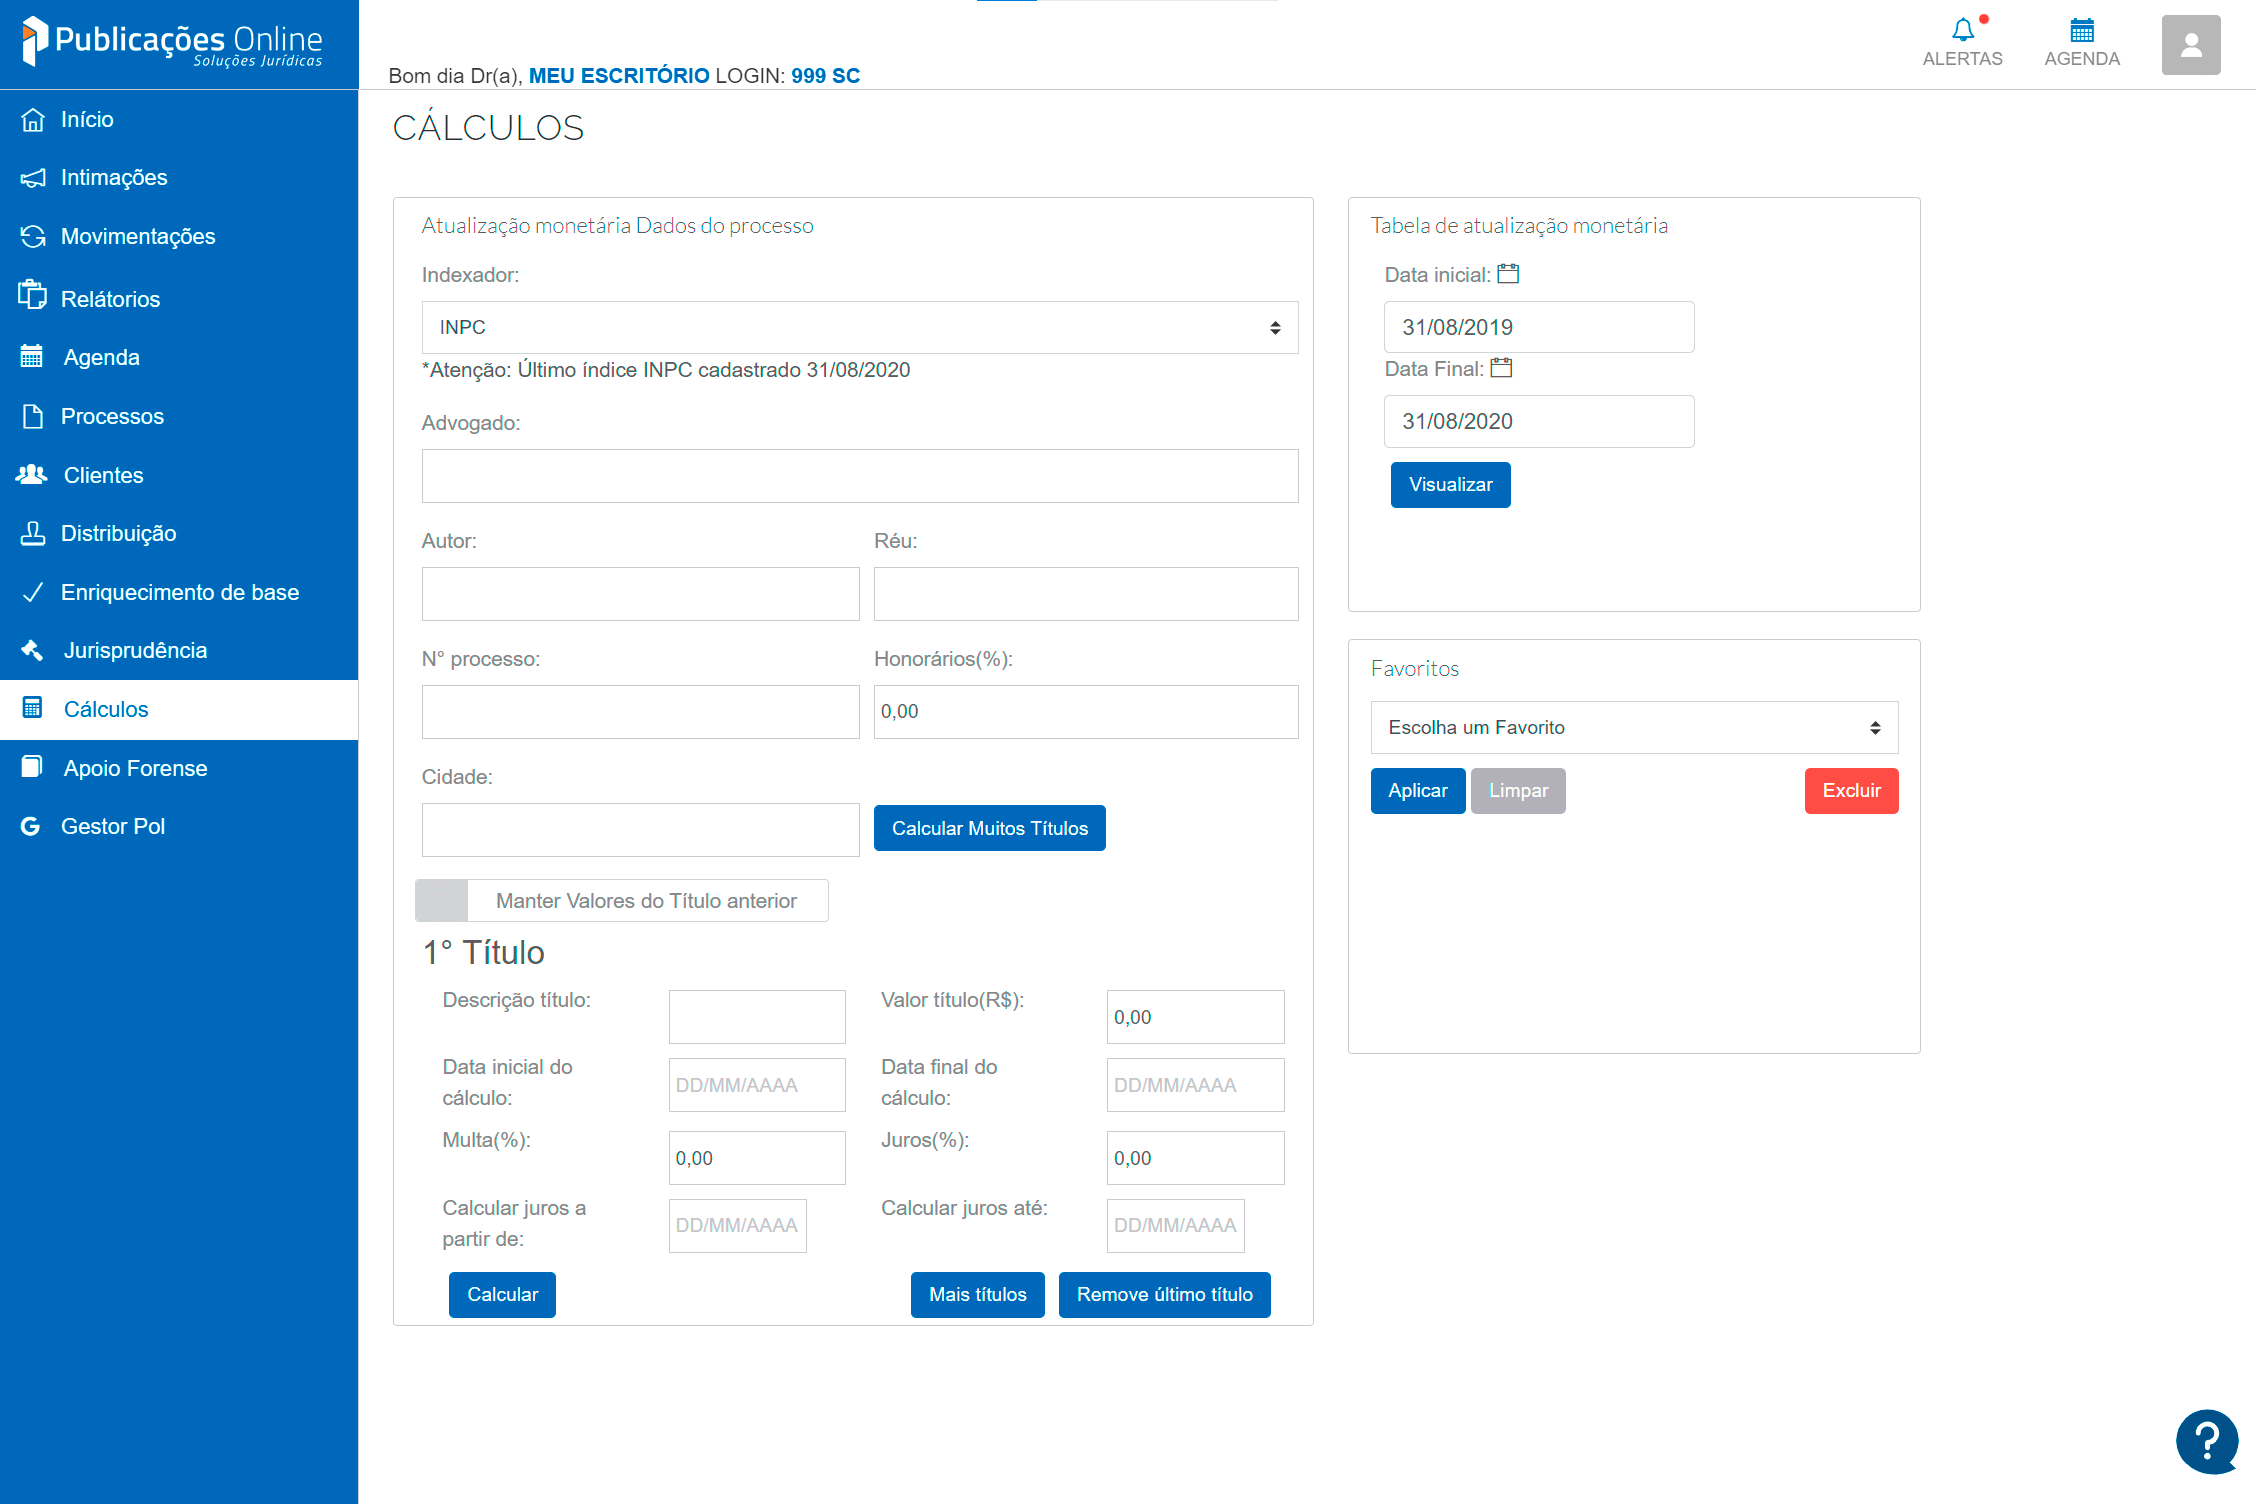 Publicações Online
Soluções Jurídicas
Bom dia Dr(a), MEU ESCRITÓRIO LOGIN: 999 SC
ALERTAS
AGENDA
Início
Intimações
Movimentações
Relátorios
Agenda
Processos
Clientes
Distribuição
Enriquecimento de base
Jurisprudência
Cálculos
Apoio Forense
Gestor Pol
CÁLCULOS
Atualização monetária Dados do processo
Indexador:
INPC
*Atenção: Último índice INPC cadastrado 31/08/2020
Advogado:
Autor:
Réu:
N° processo:
Honorários(%):
0,00
Cidade:
Calcular Muitos Títulos
Manter Valores do Título anterior
1° Título
Descrição título:
Valor título(R$):
0,00
Data inicial do
cálculo:
DD/MM/AAAA
Data final do
cálculo:
DD/MM/AAAA
Multa(%):
0,00
Juros(%):
0,00
Calcular juros a
partir de:
DD/MM/AAAA
Calcular juros até:
DD/MM/AAAA
Calcular
Mais títulos
Remove último título
Tabela de atualização monetária
Data inicial:
31/08/2019
Data Final:
31/08/2020
Visualizar
Favoritos
Escolha um Favorito
Aplicar
Limpar
Excluir